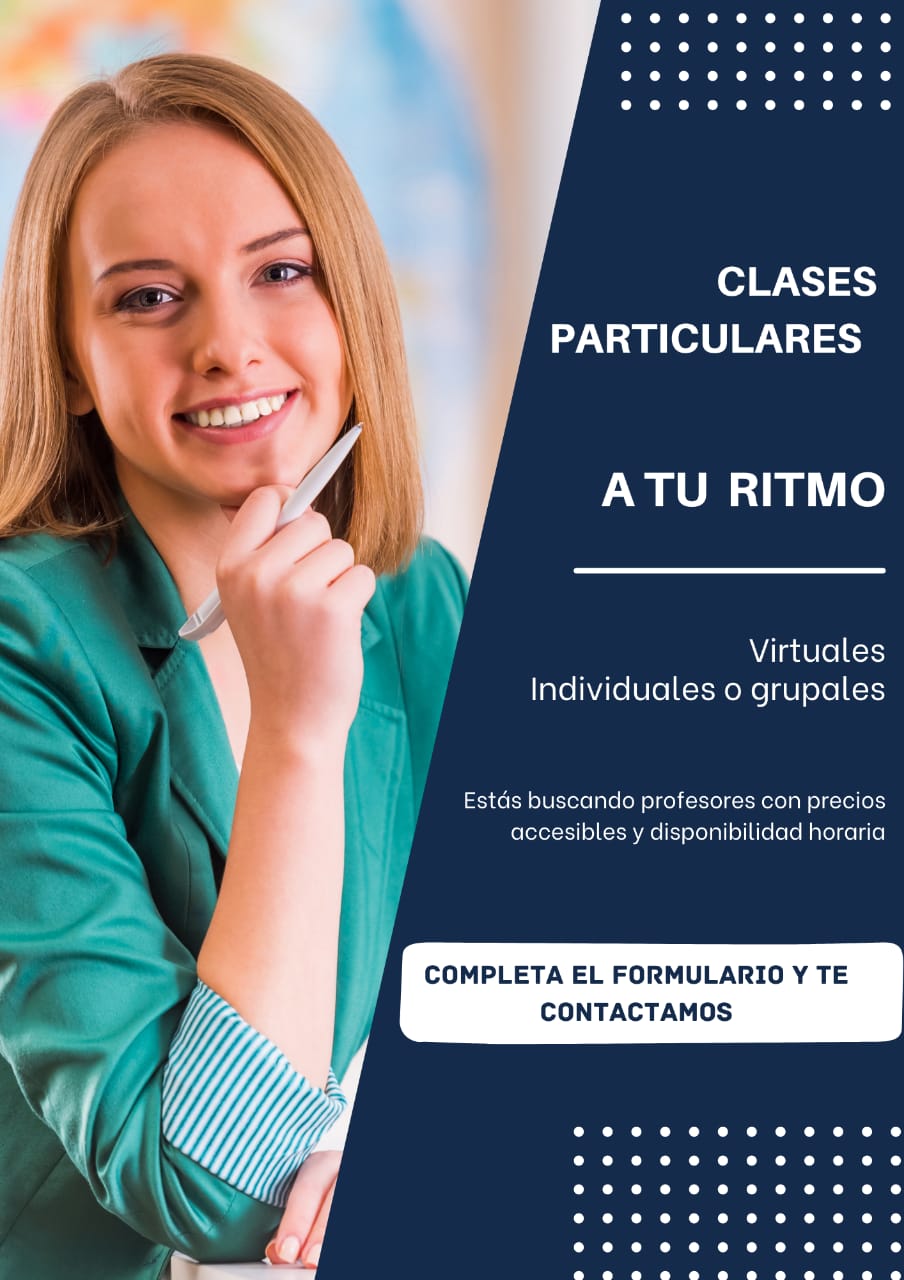 CLASES
PARTICULARES
A TU RITMO
Virtuales
Individuales o grupales
Estás buscando profesores con precios
accesibles y disponibilidad horaria
COMPLETA EL FORMULARIO Y TE
CONTACTAMOS